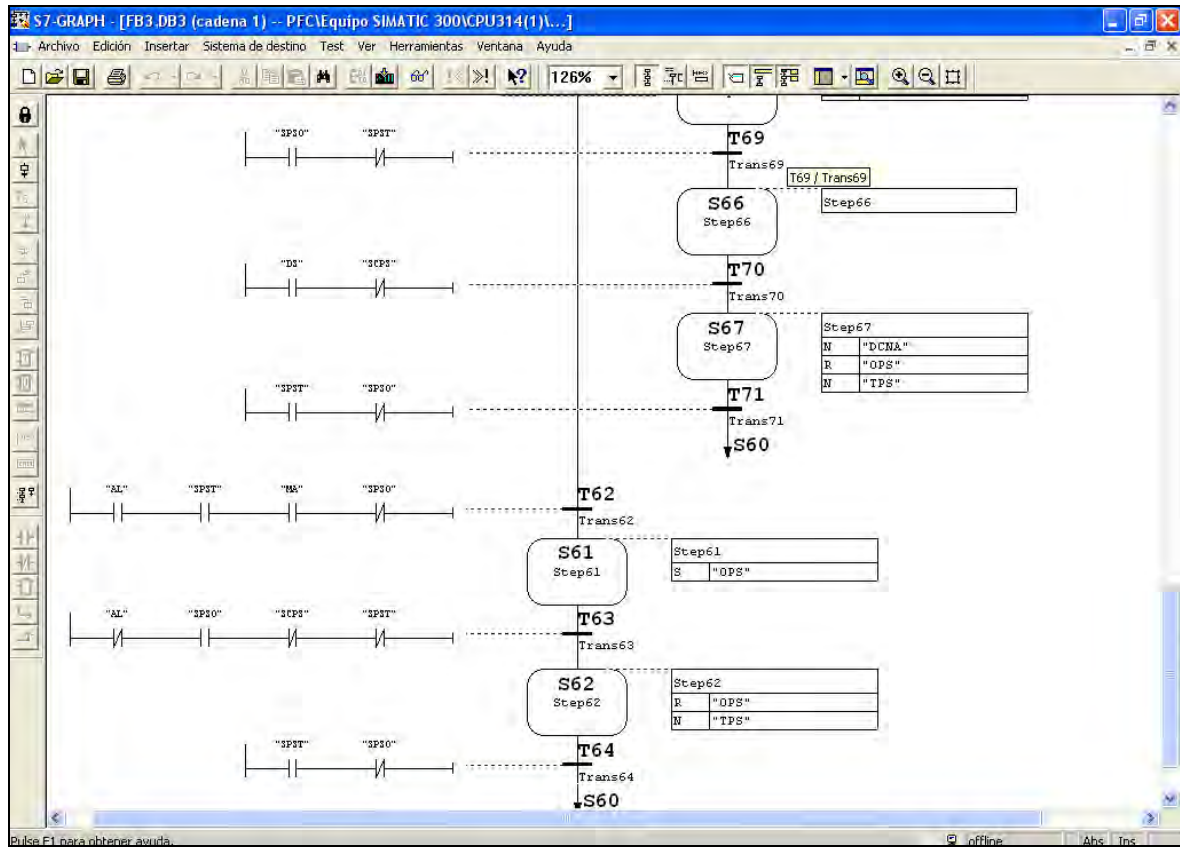 S7-GRAPH - [FB3,DB3 (cadena 1) -- PFC\Equipo SIMATIC 300\CPU314(1)\...]
Archivo Edición Insertar Sistema de destino Test Ver Herramientas Ventana Ayuda
126%
"SPSO" "SPST"
T69
Trans69
T69 / Trans69
S66
Step66
Step66
"DS" "SCPS"
T70
Trans70
S67
Step67
Step67
N "DCNA"
R "OPS"
N "TPS"
"SPST" "SPSO"
T71
Trans71
S60
"AL" "SPST" "MA" "SPSO"
T62
Trans62
S61
Step61
Step61
S "OPS"
"AL" "SPSO" "SCPS" "SPST"
T63
Trans63
S62
Step62
Step62
R "OPS"
N "TPS"
"SPST" "SPSO"
T64
Trans64
S60
Pulse F1 para obtener ayuda.
offline Abs Ins